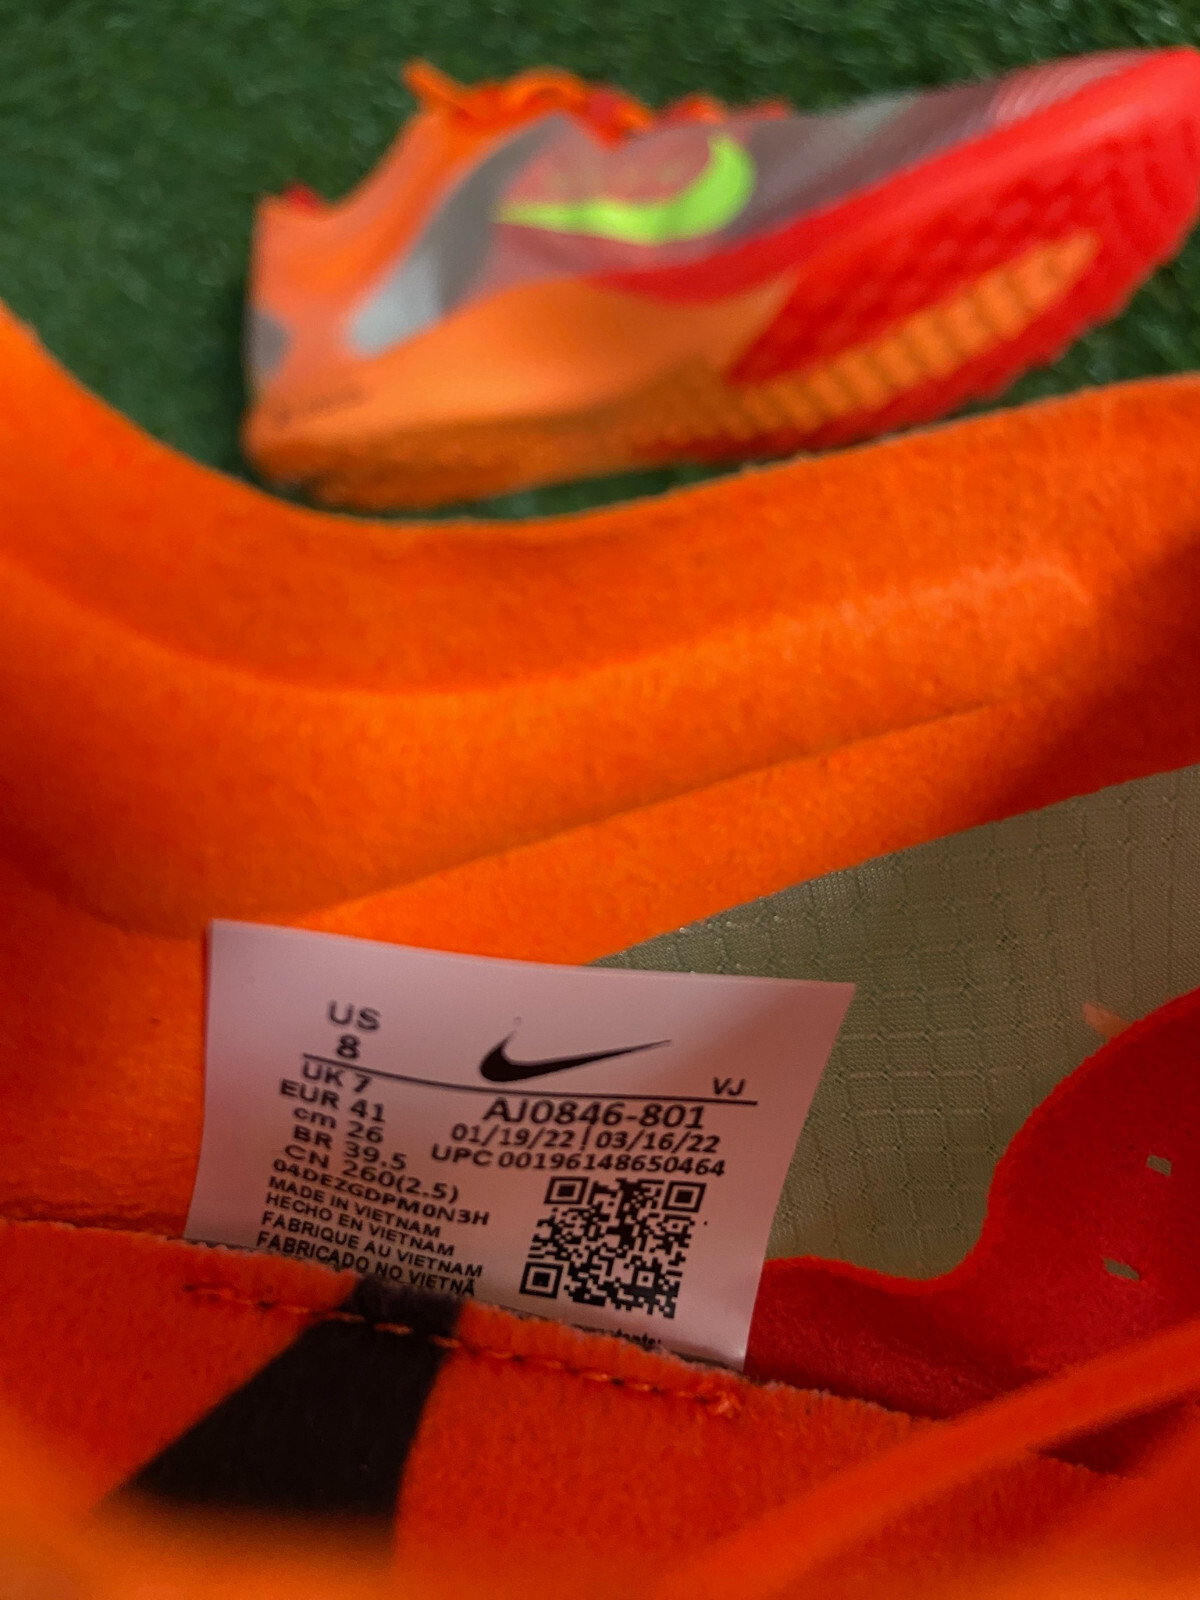 US
8
UK 7
EUR 41
cm 26
BR 39.5
CN 260(2.5)
04DEZGDPM0N3H
MADE IN VIETNAM
HECHO EN VIETNAM
FABRIQUE AU VIETNAM
FABRICADO NO VIETNÃ
VJ
AJ0846-801
01/19/22 | 03/16/22
UPC 00196148650464